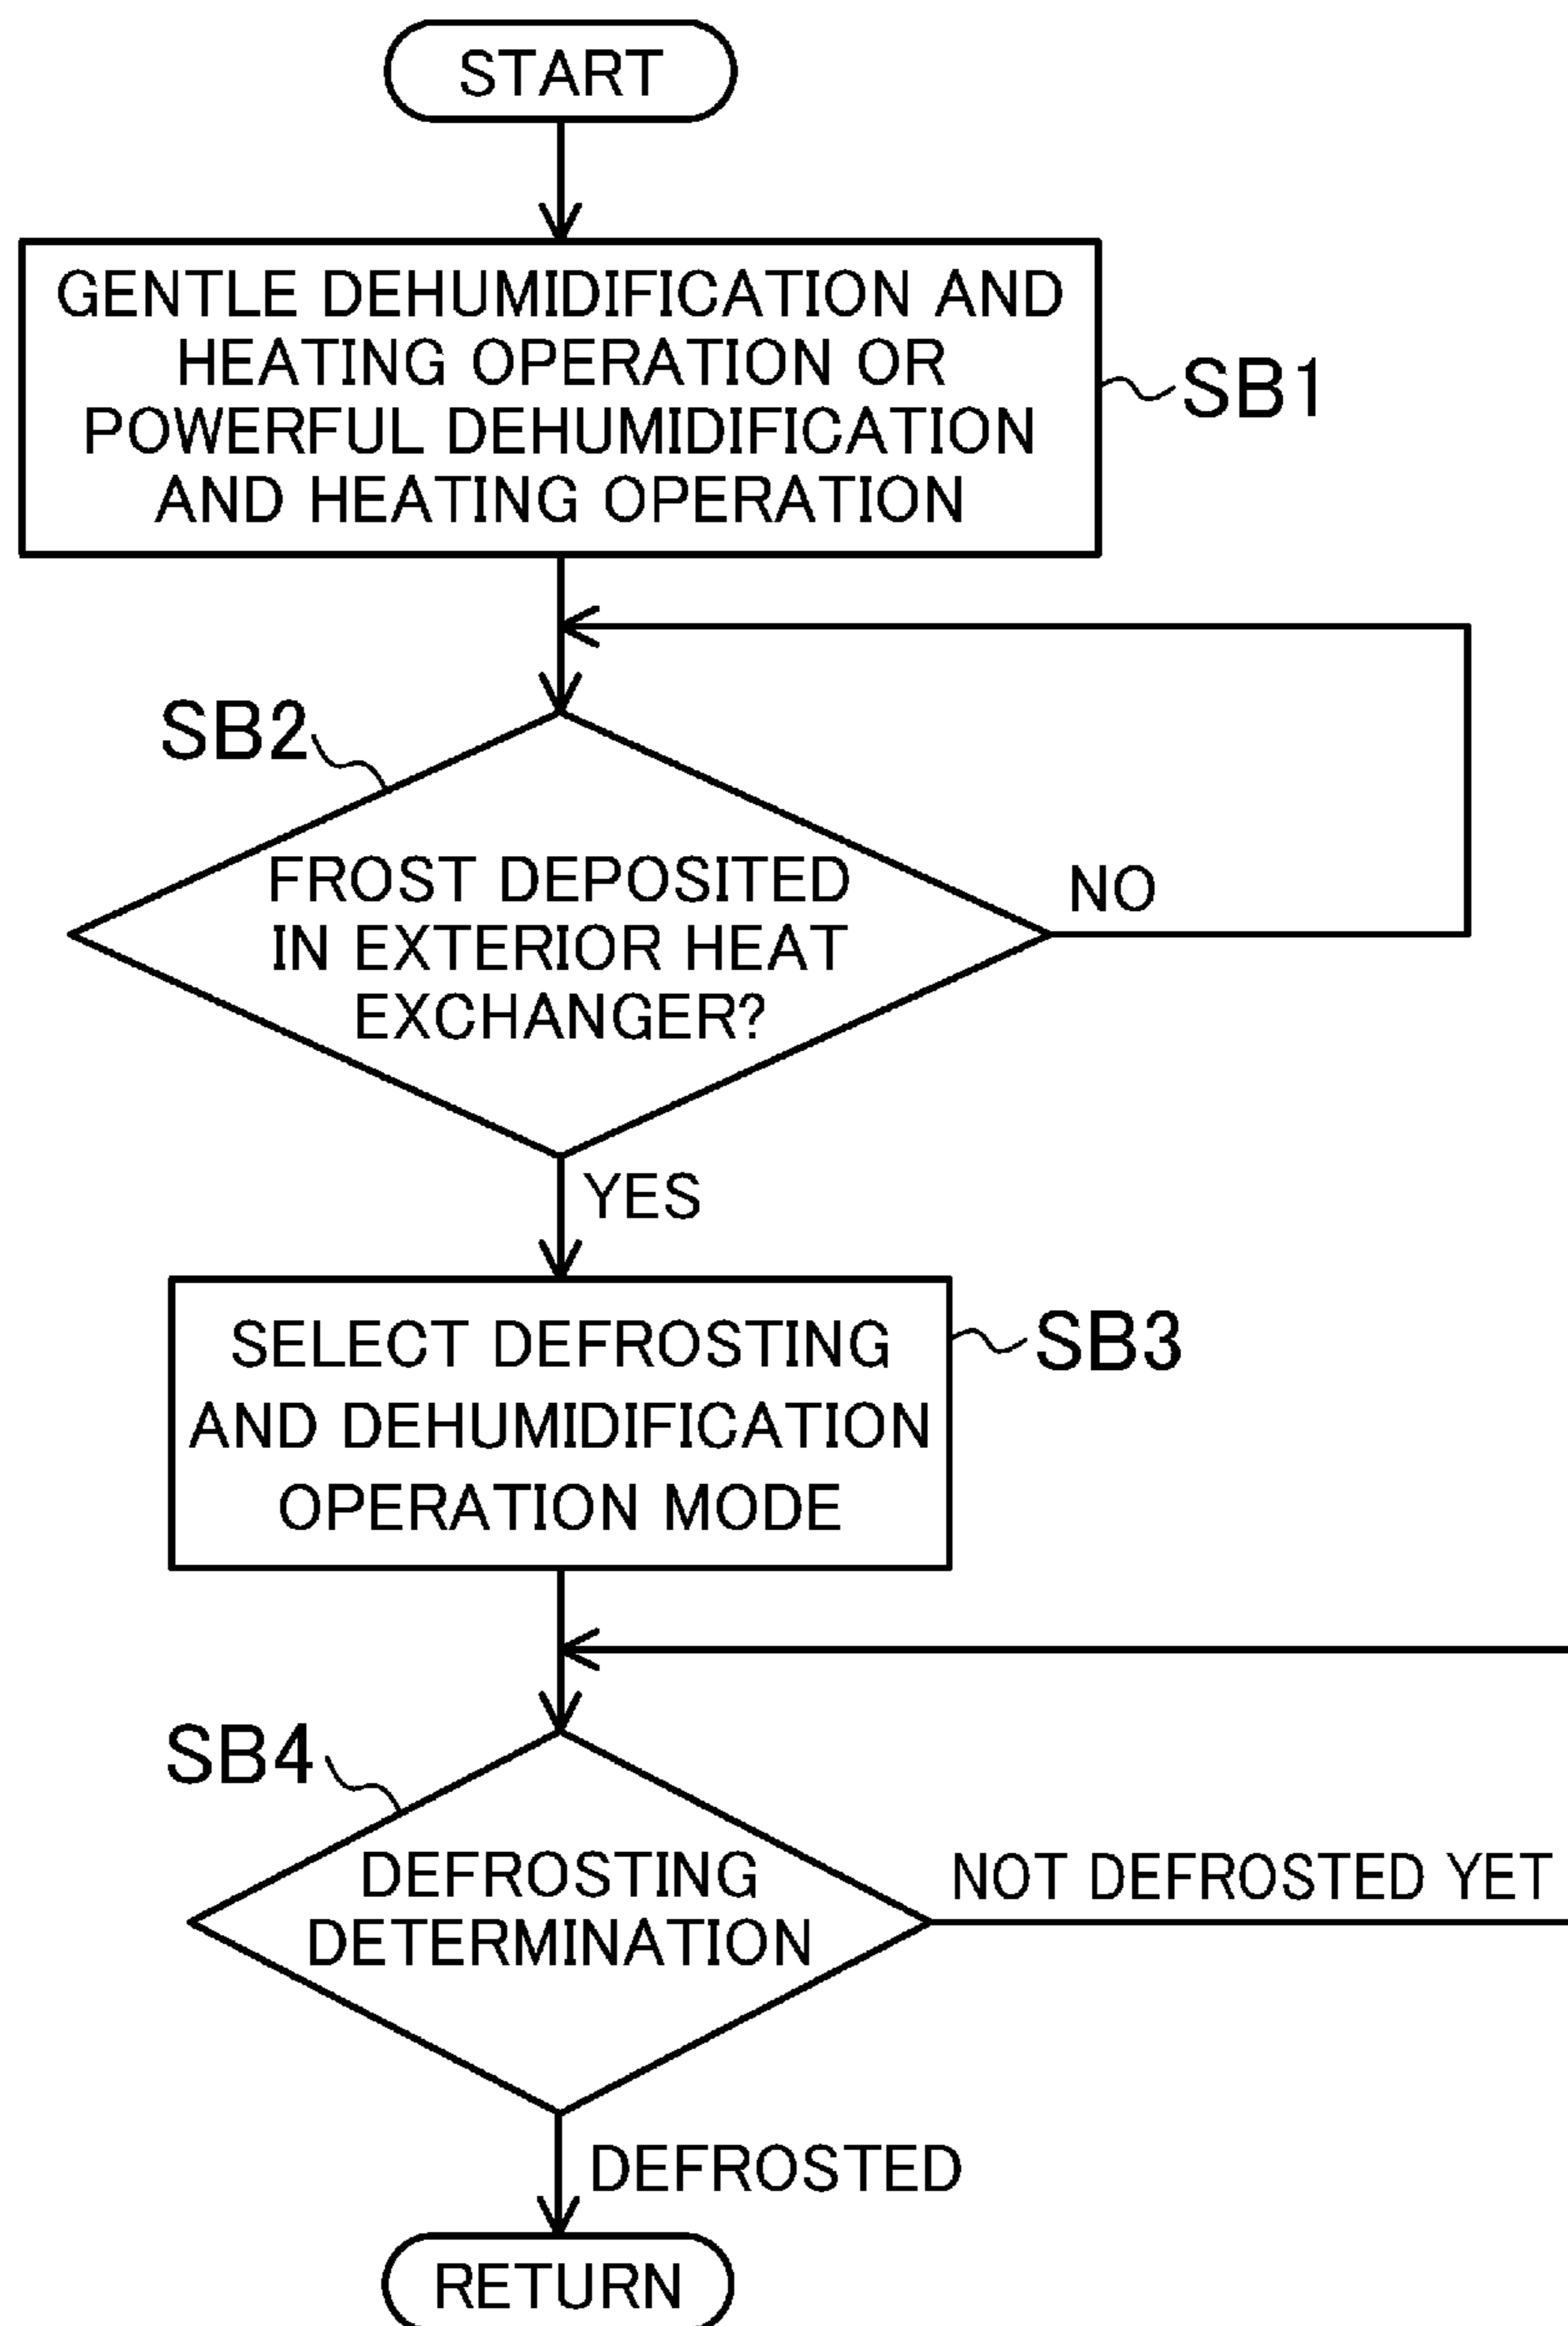 START
GENTLE DEHUMIDIFICATION AND
HEATING OPERATION OR
POWERFUL DEHUMIDIFICATION
AND HEATING OPERATION
SB1
SB2
FROST DEPOSITED
IN EXTERIOR HEAT
EXCHANGER?
NO
YES
SELECT DEFROSTING
AND DEHUMIDIFICATION
OPERATION MODE
SB3
SB4
DEFROSTING
DETERMINATION
NOT DEFROSTED YET
DEFROSTED
RETURN